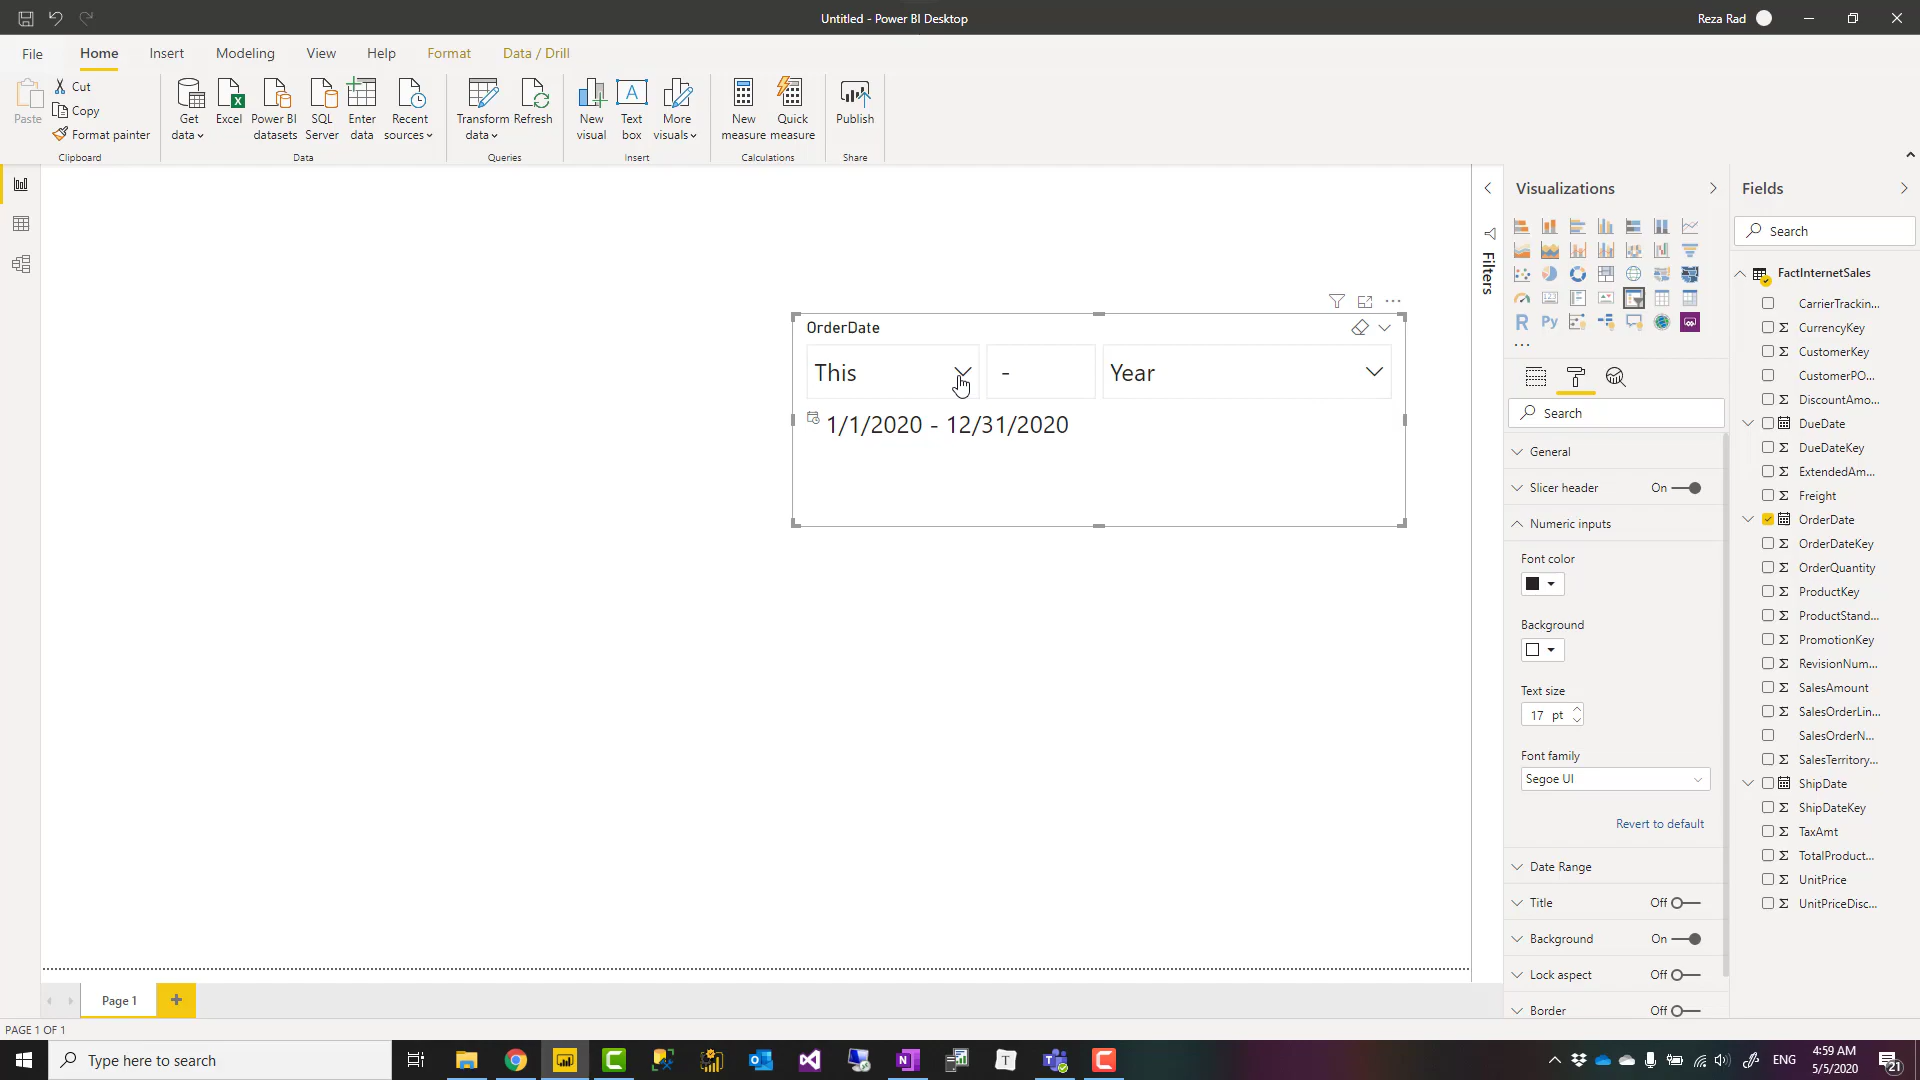 Untitled - Power BI Desktop
Reza Rad
File
Home
Insert
Modeling
View
Help
Format
Data / Drill
Paste
Cut
Copy
Format painter
Clipboard
Get data
Excel
Power BI datasets
SQL Server
Enter data
Recent sources
Data
Transform data
Refresh
Queries
New visual
Text box
More visuals
Insert
New measure
Quick measure
Calculations
Publish
Share
OrderDate
This
-
Year
1/1/2020 - 12/31/2020
Filters
Visualizations
R
Py
...
Search
General
Slicer header
On
Numeric inputs
Font color
Background
Text size
17 pt
Font family
Segoe UI
Revert to default
Date Range
Title
Off
Background
On
Lock aspect
Off
Border
Off
Fields
Search
FactInternetSales
CarrierTrackin...
CurrencyKey
CustomerKey
CustomerPO...
DiscountAmo...
DueDate
DueDateKey
ExtendedAm...
Freight
OrderDate
OrderDateKey
OrderQuantity
ProductKey
ProductStand...
PromotionKey
RevisionNum...
SalesAmount
SalesOrderLin...
SalesOrderN...
SalesTerritory...
ShipDate
ShipDateKey
TaxAmt
TotalProduct...
UnitPrice
UnitPriceDisc...
Page 1
PAGE 1 OF 1
Type here to search
ENG
4:59 AM
5/5/2020
21